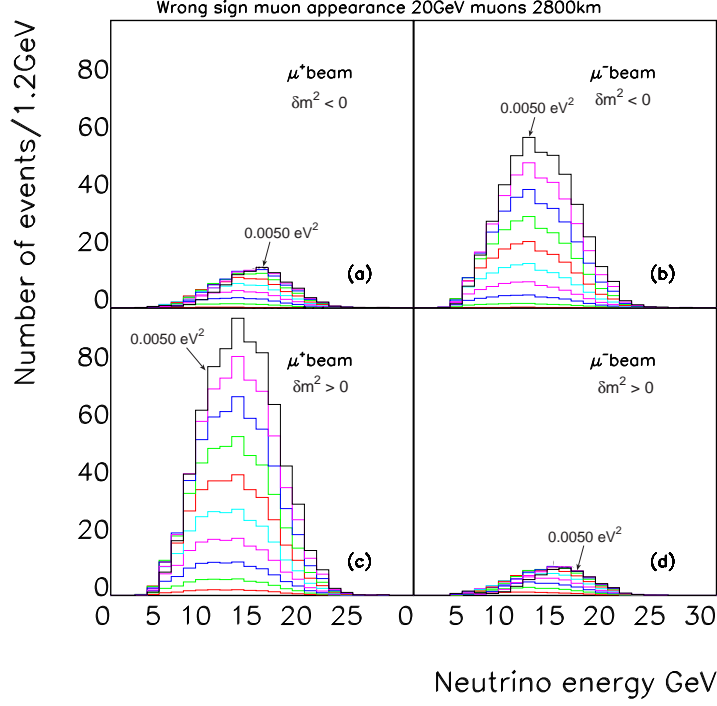 Wrong sign muon appearance 20GeV muons 2800km
Number of events/1.2GeV
80
60
40
20
0
μ⁺beam
δm² < 0
0.0050 eV²
(a)
μ⁻beam
δm² < 0
0.0050 eV²
(b)
80
60
40
20
0
μ⁺beam
δm² > 0
0.0050 eV²
(c)
μ⁻beam
δm² > 0
0.0050 eV²
(d)
0 5 10 15 20 25 0 5 10 15 20 25 30
Neutrino energy GeV